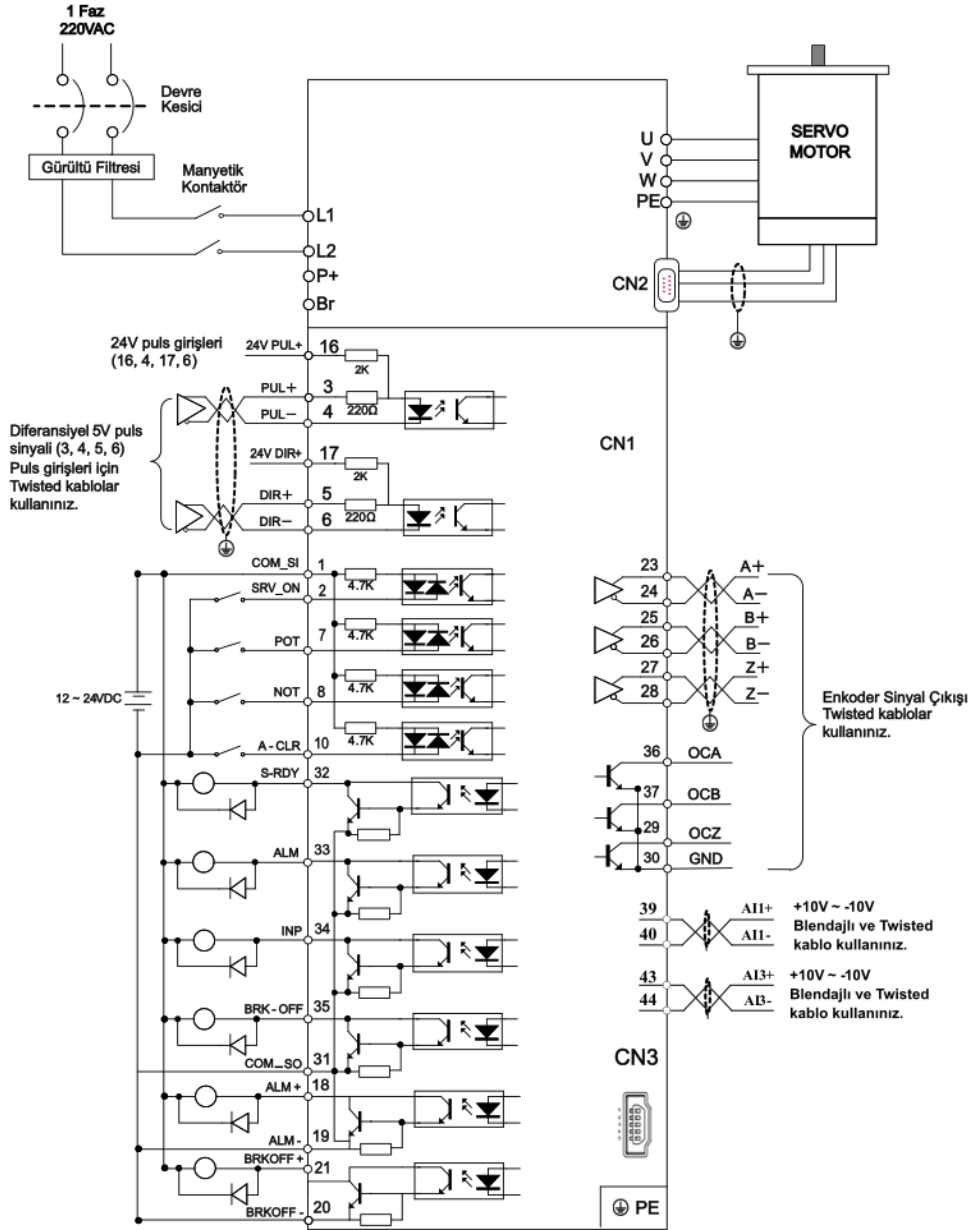 1 Faz
220VAC
Devre
Kesici
Gürültü Filtresi
Manyetik
Kontaktör
L1
L2
P+
Br
U
V
W
PE
SERVO
MOTOR
CN2
24V puls girişleri
(16, 4, 17, 6)
24V PUL+
16
2K
PUL+
3
220Ω
PUL−
4
Diferansiyel 5V puls
sinyali (3, 4, 5, 6)
Puls girişleri için
Twisted kablolar
kullanınız.
24V DIR+
17
2K
DIR+
5
220Ω
DIR−
6
CN1
COM_SI
1
4.7K
SRV_ON
2
4.7K
POT
7
4.7K
NOT
8
4.7K
A-CLR
10
12 ~ 24VDC
S-RDY
32
ALM
33
INP
34
BRK-OFF
35
COM_SO
31
ALM+
18
ALM-
19
BRKOFF+
21
BRKOFF-
20
23
A+
24
A−
25
B+
26
B−
27
Z+
28
Z−
Enkoder Sinyal Çıkışı
Twisted kablolar
kullanınız.
36
OCA
37
OCB
29
OCZ
30
GND
39
AI1+
40
AI1-
+10V ~ -10V
Blendajlı ve Twisted
kablo kullanınız.
43
AI3+
44
AI3-
+10V ~ -10V
Blendajlı ve Twisted
kablo kullanınız.
CN3
PE